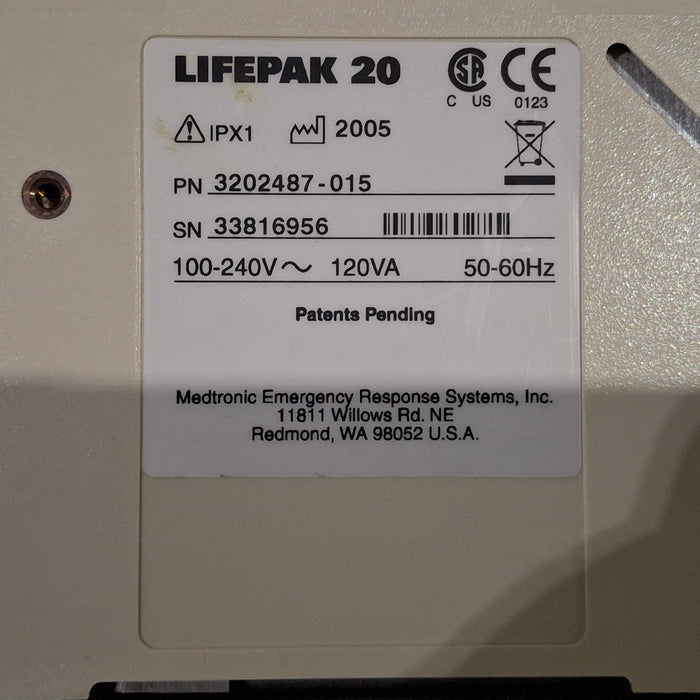 LIFEPAK 20
C US
0123
IPX1 2005
PN 3202487-015
SN 33816956
100-240V~ 120VA 50-60Hz
Patents Pending
Medtronic Emergency Response Systems, Inc.
11811 Willows Rd. NE
Redmond, WA 98052 U.S.A.